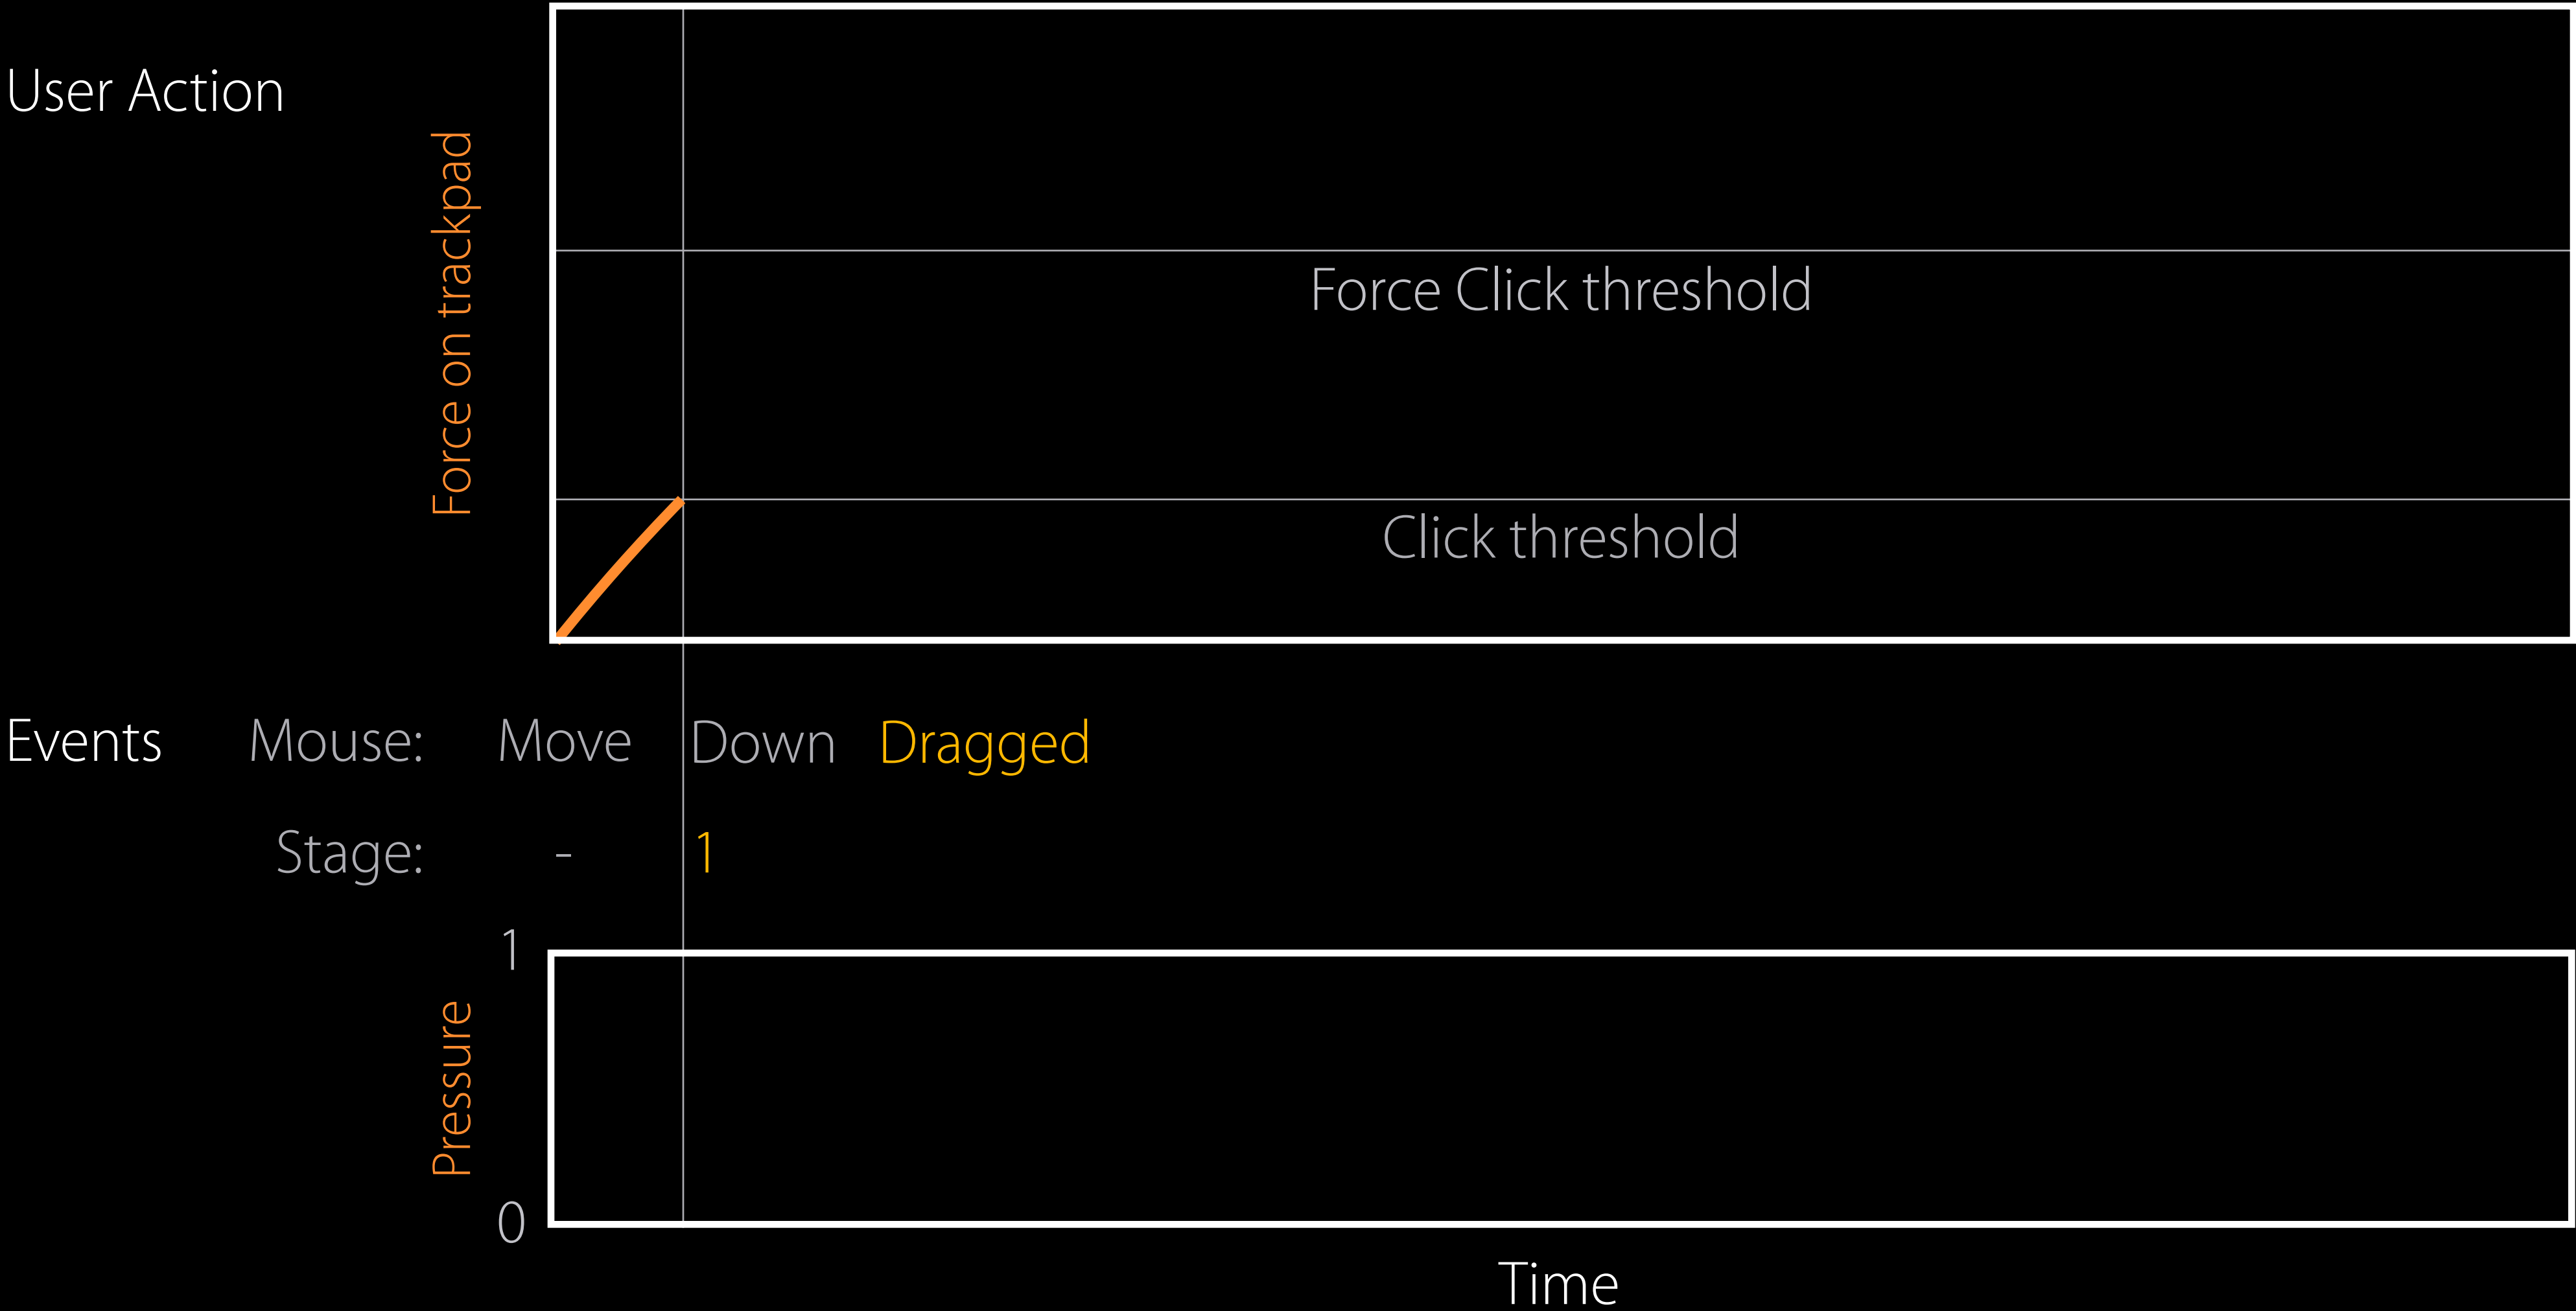 User Action
Force on trackpad
Force Click threshold
Click threshold
Events Mouse: Move Down Dragged
Stage: - 1
1
Pressure
0
Time